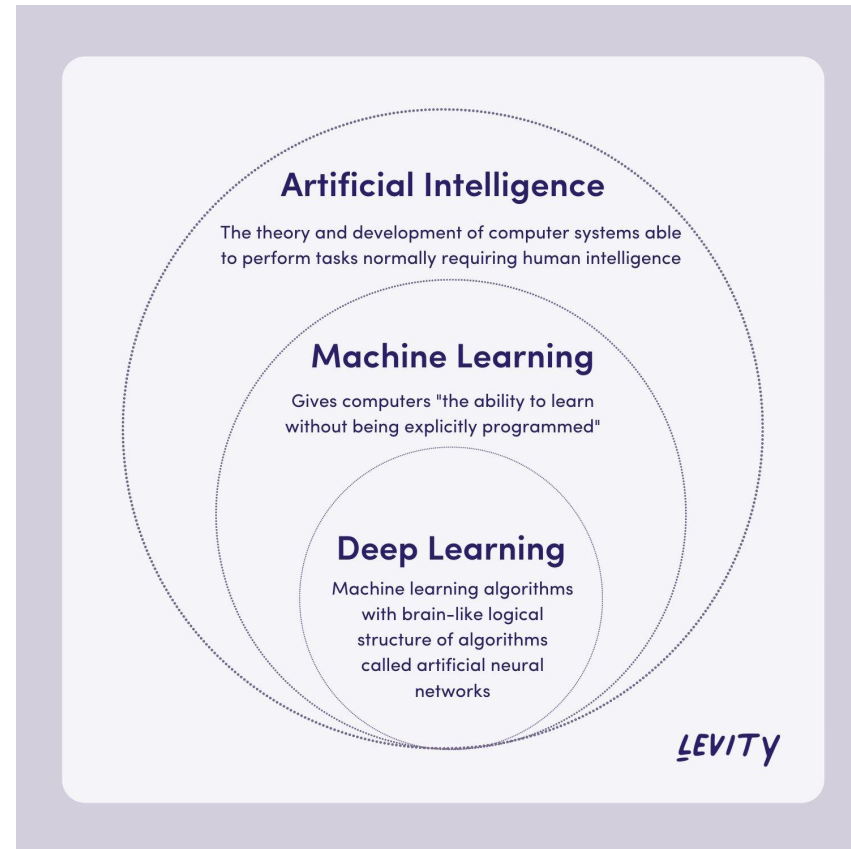 Artificial Intelligence
The theory and development of computer systems able
to perform tasks normally requiring human intelligence
Machine Learning
Gives computers "the ability to learn
without being explicitly programmed"
Deep Learning
Machine learning algorithms
with brain-like logical
structure of algorithms
called artificial neural
networks
LEVITY